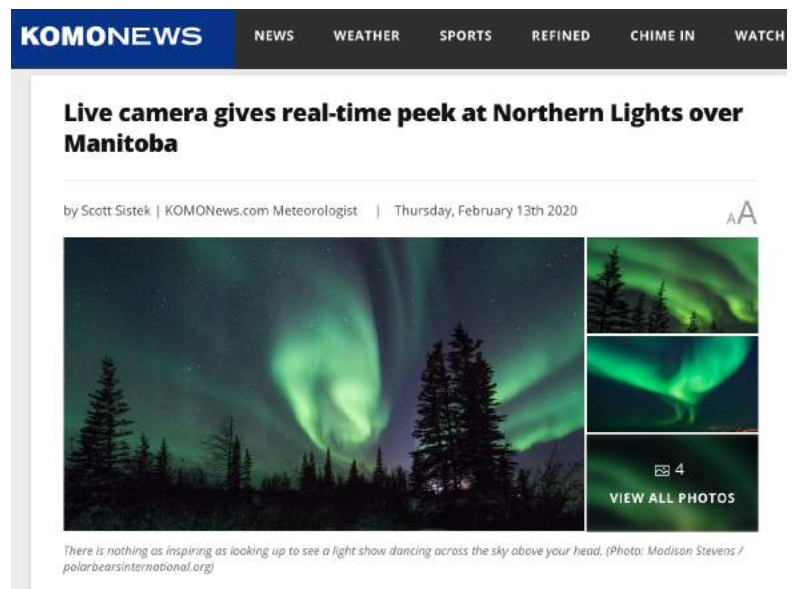 KOMONEWS NEWS WEATHER SPORTS REFINED CHIME IN WATCH
Live camera gives real-time peek at Northern Lights over
Manitoba
by Scott Sistek | KOMONews.com Meteorologist | Thursday, February 13th 2020 AA
4
VIEW ALL PHOTOS
There is nothing as inspiring as looking up to see a light show dancing across the sky above your head. (Photo: Madison Stevens /
polarbearsinternational.org)